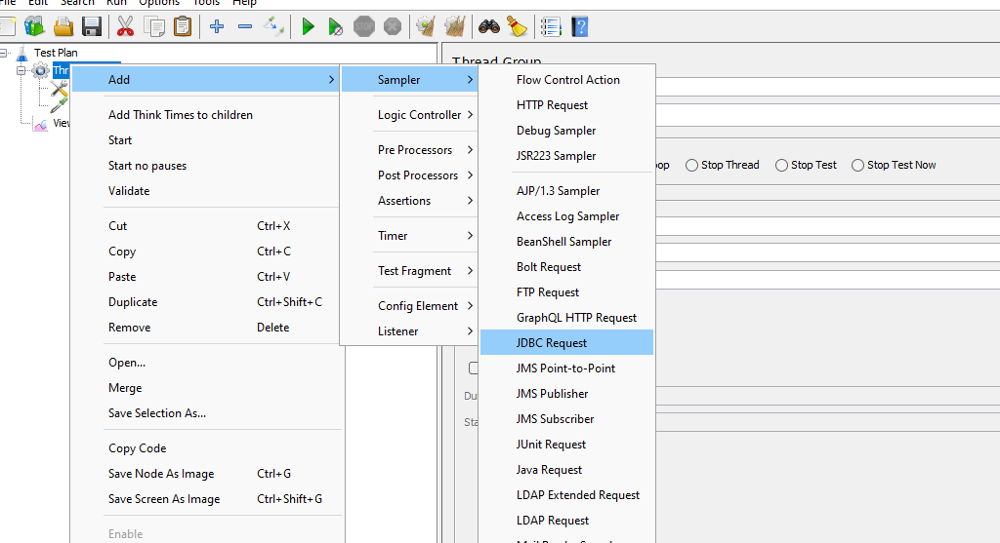 File Edit Search Run Options Tools Help
STOP
Test Plan
Thr
View
Thread Group
Add
Add Think Times to children
Start
Start no pauses
Validate
Cut Ctrl+X
Copy Ctrl+C
Paste Ctrl+V
Duplicate Ctrl+Shift+C
Remove Delete
Open...
Merge
Save Selection As...
Copy Code
Save Node As Image Ctrl+G
Save Screen As Image Ctrl+Shift+G
Enable
Sampler
Logic Controller
Pre Processors
Post Processors
Assertions
Timer
Test Fragment
Config Element
Listener
Flow Control Action
HTTP Request
Debug Sampler
JSR223 Sampler
AJP/1.3 Sampler
Access Log Sampler
BeanShell Sampler
Bolt Request
FTP Request
GraphQL HTTP Request
JDBC Request
JMS Point-to-Point
JMS Publisher
JMS Subscriber
JUnit Request
Java Request
LDAP Extended Request
LDAP Request
oop Stop Thread Stop Test Stop Test Now
Du
Sta